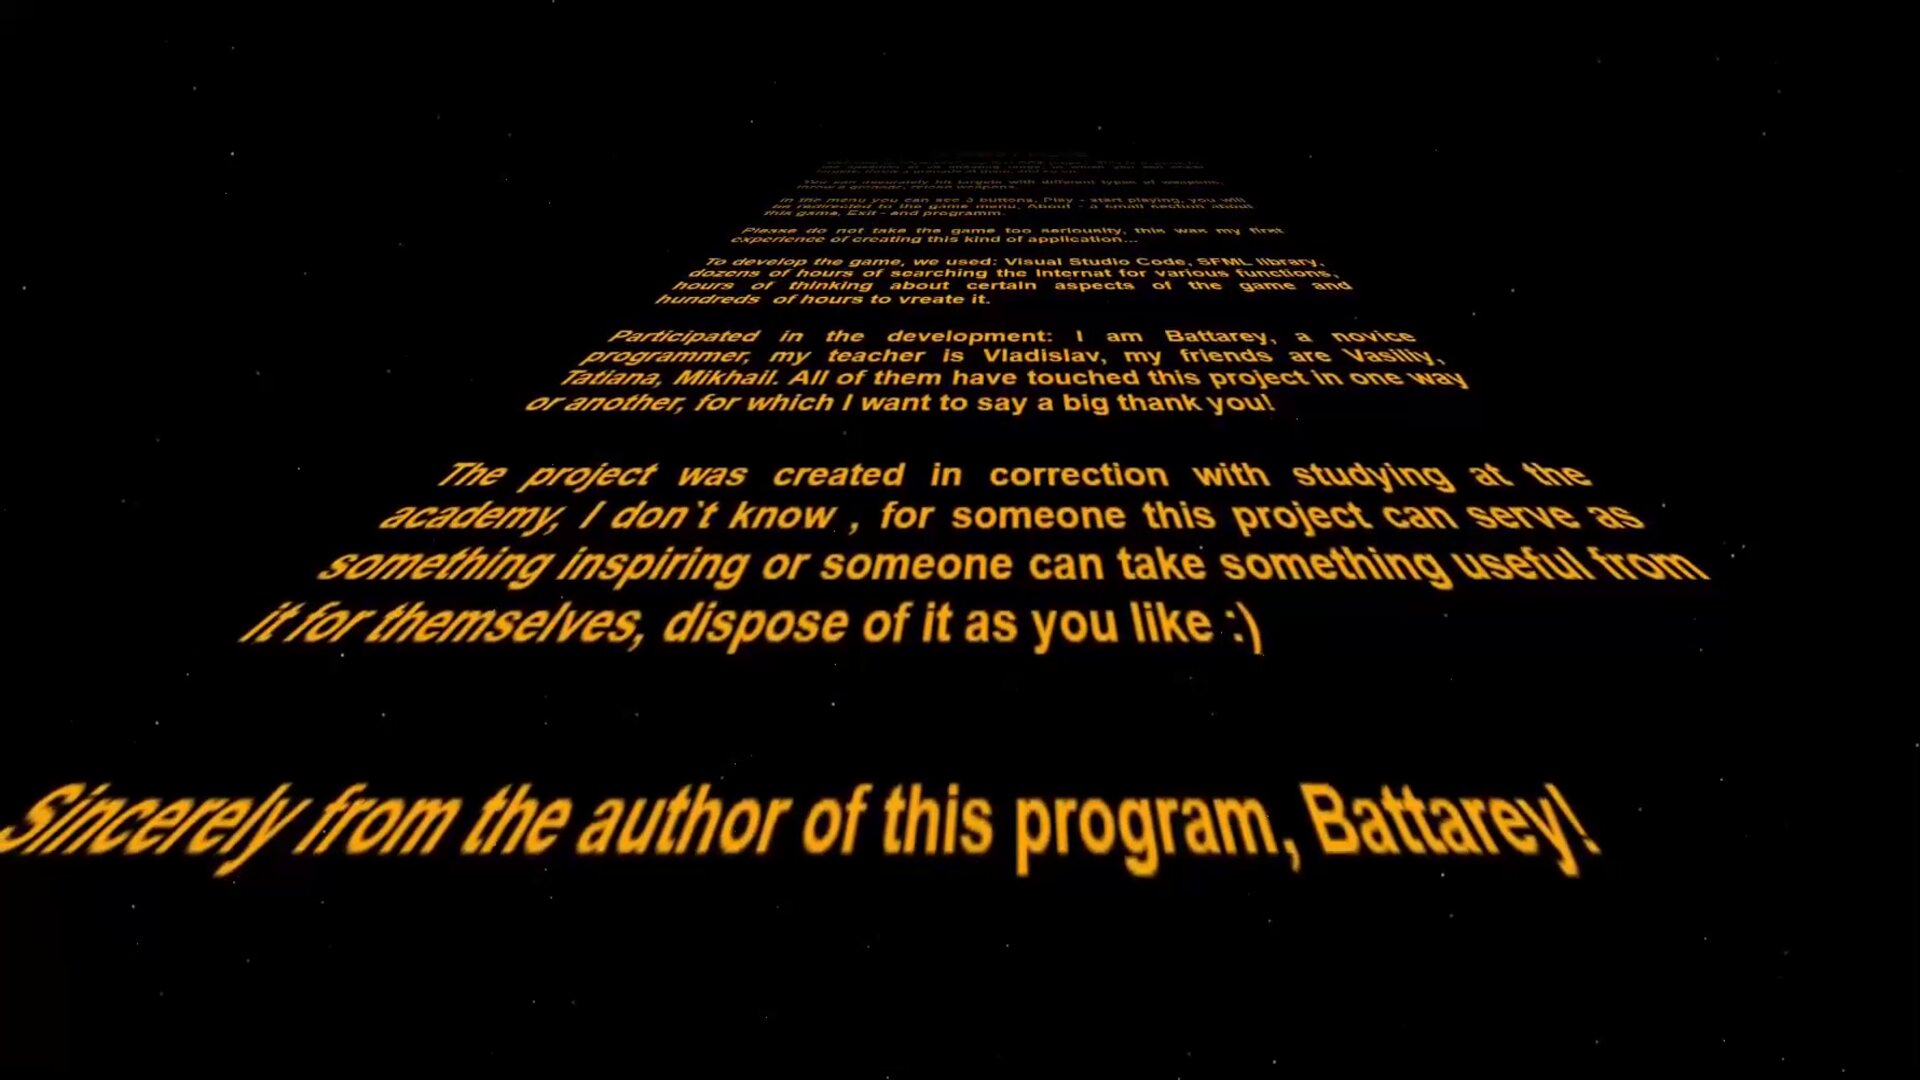 You can accurately hit targets with different types of weapons,
throw a grenade, reload weapons.
In the menu you can see 3 buttons, Play - start playing, you will
be redirected to the game menu, About - a small section about
this game, Exit - end programm.
Please do not take the game too seriously, this was my first
experience of creating this kind of application...
To develop the game, we used: Visual Studio Code, SFML library,
dozens of hours of searching the Internat for various functions,
hours of thinking about certain aspects of the game and
hundreds of hours to vreate it.
Participated in the development: I am Battarey, a novice
programmer, my teacher is Vladislav, my friends are Vasiliy,
Tatiana, Mikhail. All of them have touched this project in one way
or another, for which I want to say a big thank you!
The project was created in correction with studying at the
academy, I don`t know , for someone this project can serve as
something inspiring or someone can take something useful from
it for themselves, dispose of it as you like :)
Sincerely from the author of this program, Battarey!